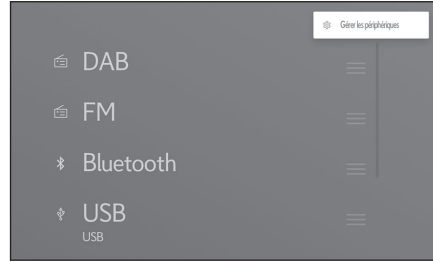 Gérer les périphériques
DAB
FM
Bluetooth
USB
USB